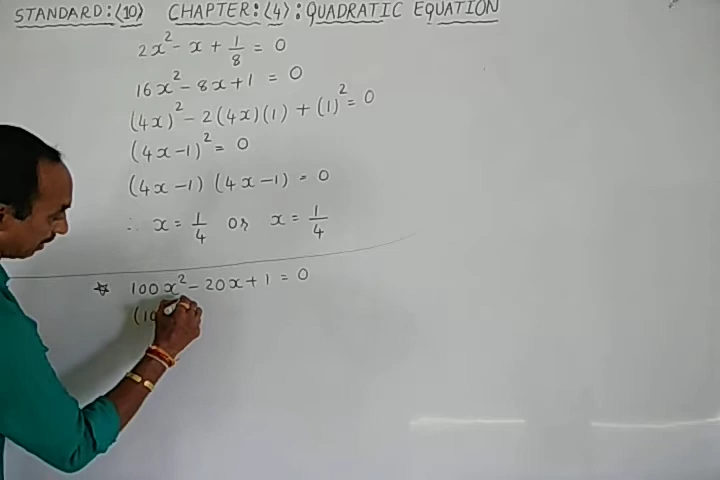 STANDARD:<10> CHAPTER:<4>: QUADRATIC EQUATION
2x² - x + 1/8 = 0
16x² - 8x + 1 = 0
(4x)² - 2(4x)(1) + (1)² = 0
(4x-1)² = 0
(4x-1) (4x-1) = 0
∴ x = 1/4 or x = 1/4
☆ 100x² - 20x + 1 = 0
(10